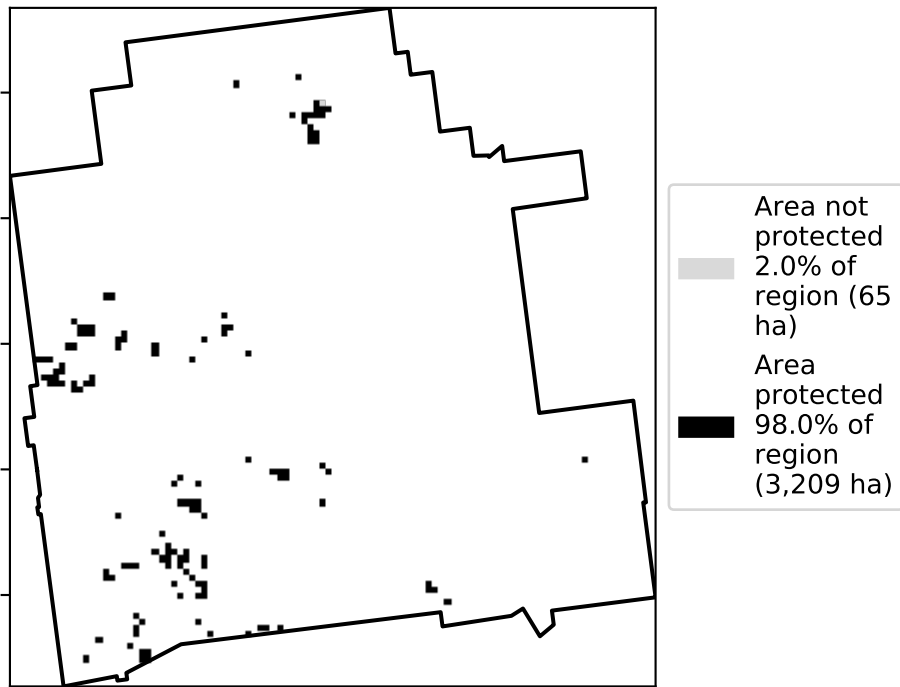 Area not
protected
2.0% of
region (65
ha)
Area
protected
98.0% of
region
(3,209 ha)